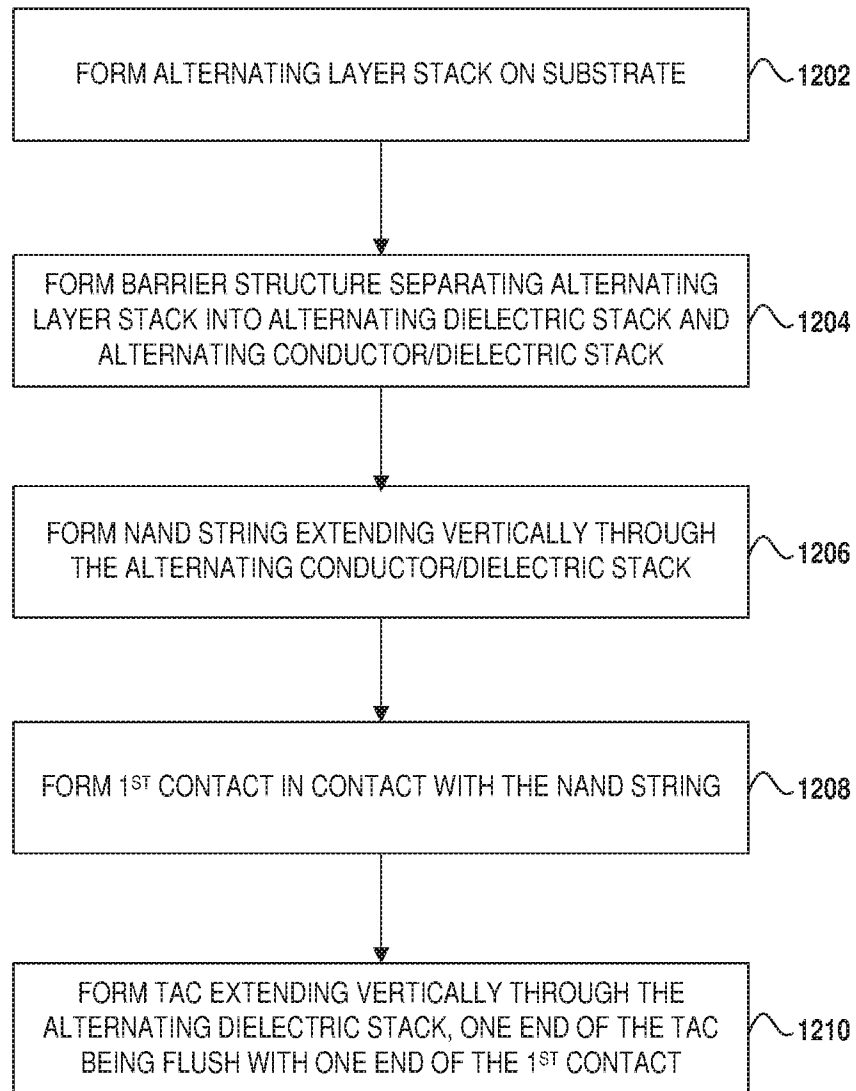 FORM ALTERNATING LAYER STACK ON SUBSTRATE
1202
FORM BARRIER STRUCTURE SEPARATING ALTERNATING
LAYER STACK INTO ALTERNATING DIELECTRIC STACK AND
ALTERNATING CONDUCTOR/DIELECTRIC STACK
1204
FORM NAND STRING EXTENDING VERTICALLY THROUGH
THE ALTERNATING CONDUCTOR/DIELECTRIC STACK
1206
FORM 1ST CONTACT IN CONTACT WITH THE NAND STRING
1208
FORM TAC EXTENDING VERTICALLY THROUGH THE
ALTERNATING DIELECTRIC STACK, ONE END OF THE TAC
BEING FLUSH WITH ONE END OF THE 1ST CONTACT
1210